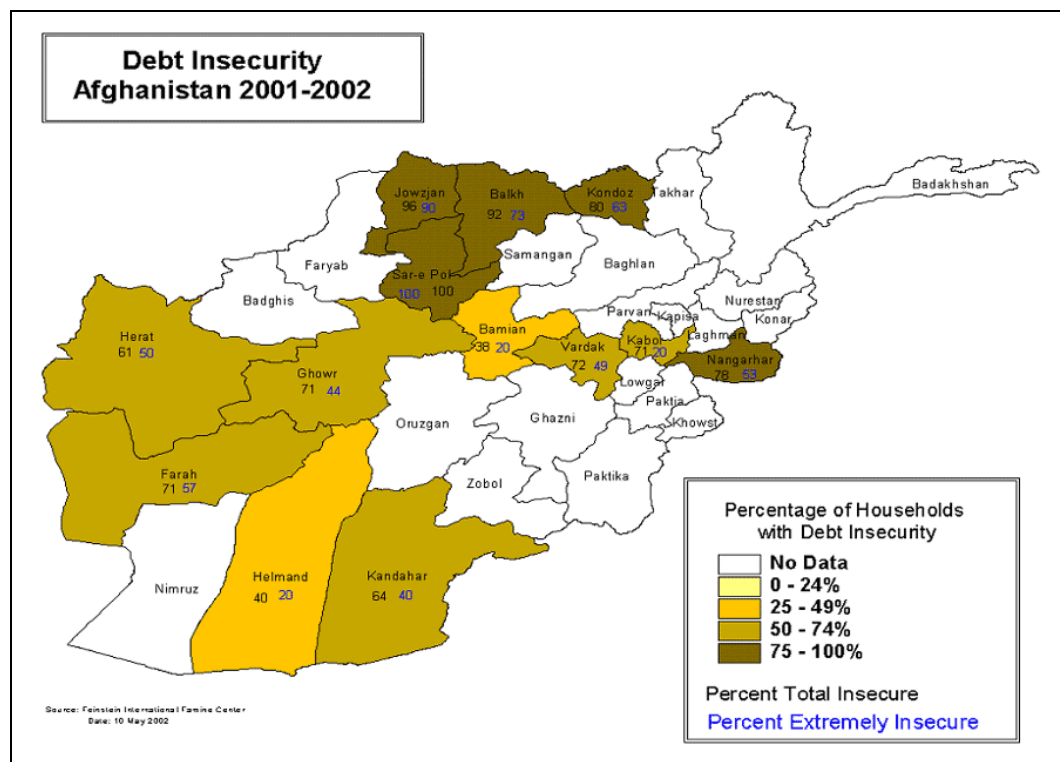 Debt Insecurity
Afghanistan 2001-2002
Badakhshan
Jowzjan
96 90
Balkh
92 73
Kondoz
80 63
Takhar
Faryab
Samangan
Baghlan
Sar-e Pol
100 100
Badghis
Nurestan
Parvan
Kapisa
Konar
Herat
61 50
Bamian
38 20
Vardak
72 49
Kabol
71 20
Laghman
Nangarhar
78 53
Ghowr
71 44
Lowgar
Paktia
Khowst
Oruzgan
Ghazni
Farah
71 57
Zobol
Paktika
Nimruz
Helmand
40 20
Kandahar
64 40
Percentage of Households
with Debt Insecurity
No Data
0 - 24%
25 - 49%
50 - 74%
75 - 100%
Percent Total Insecure
Percent Extremely Insecure
Source: Feinstein International Famine Center
Date: 10 May 2002